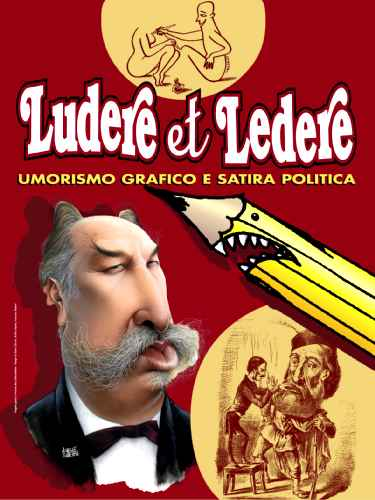 Ludere et Ledere
UMORISMO GRAFICO E SATIRA POLITICA